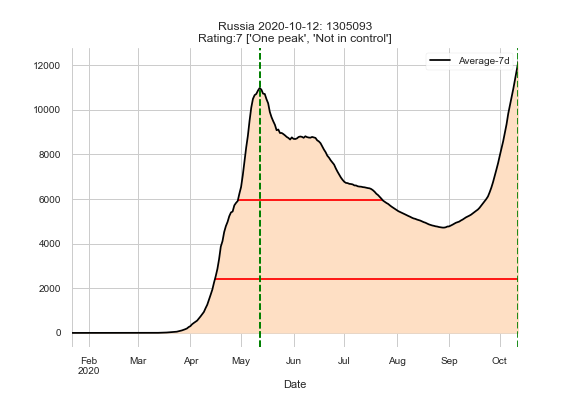 Russia 2020-10-12: 1305093
Rating:7 ['One peak', 'Not in control']
Average-7d
12000
10000
8000
6000
4000
2000
0
Feb Mar Apr May Jun Jul Aug Sep Oct
2020
Date